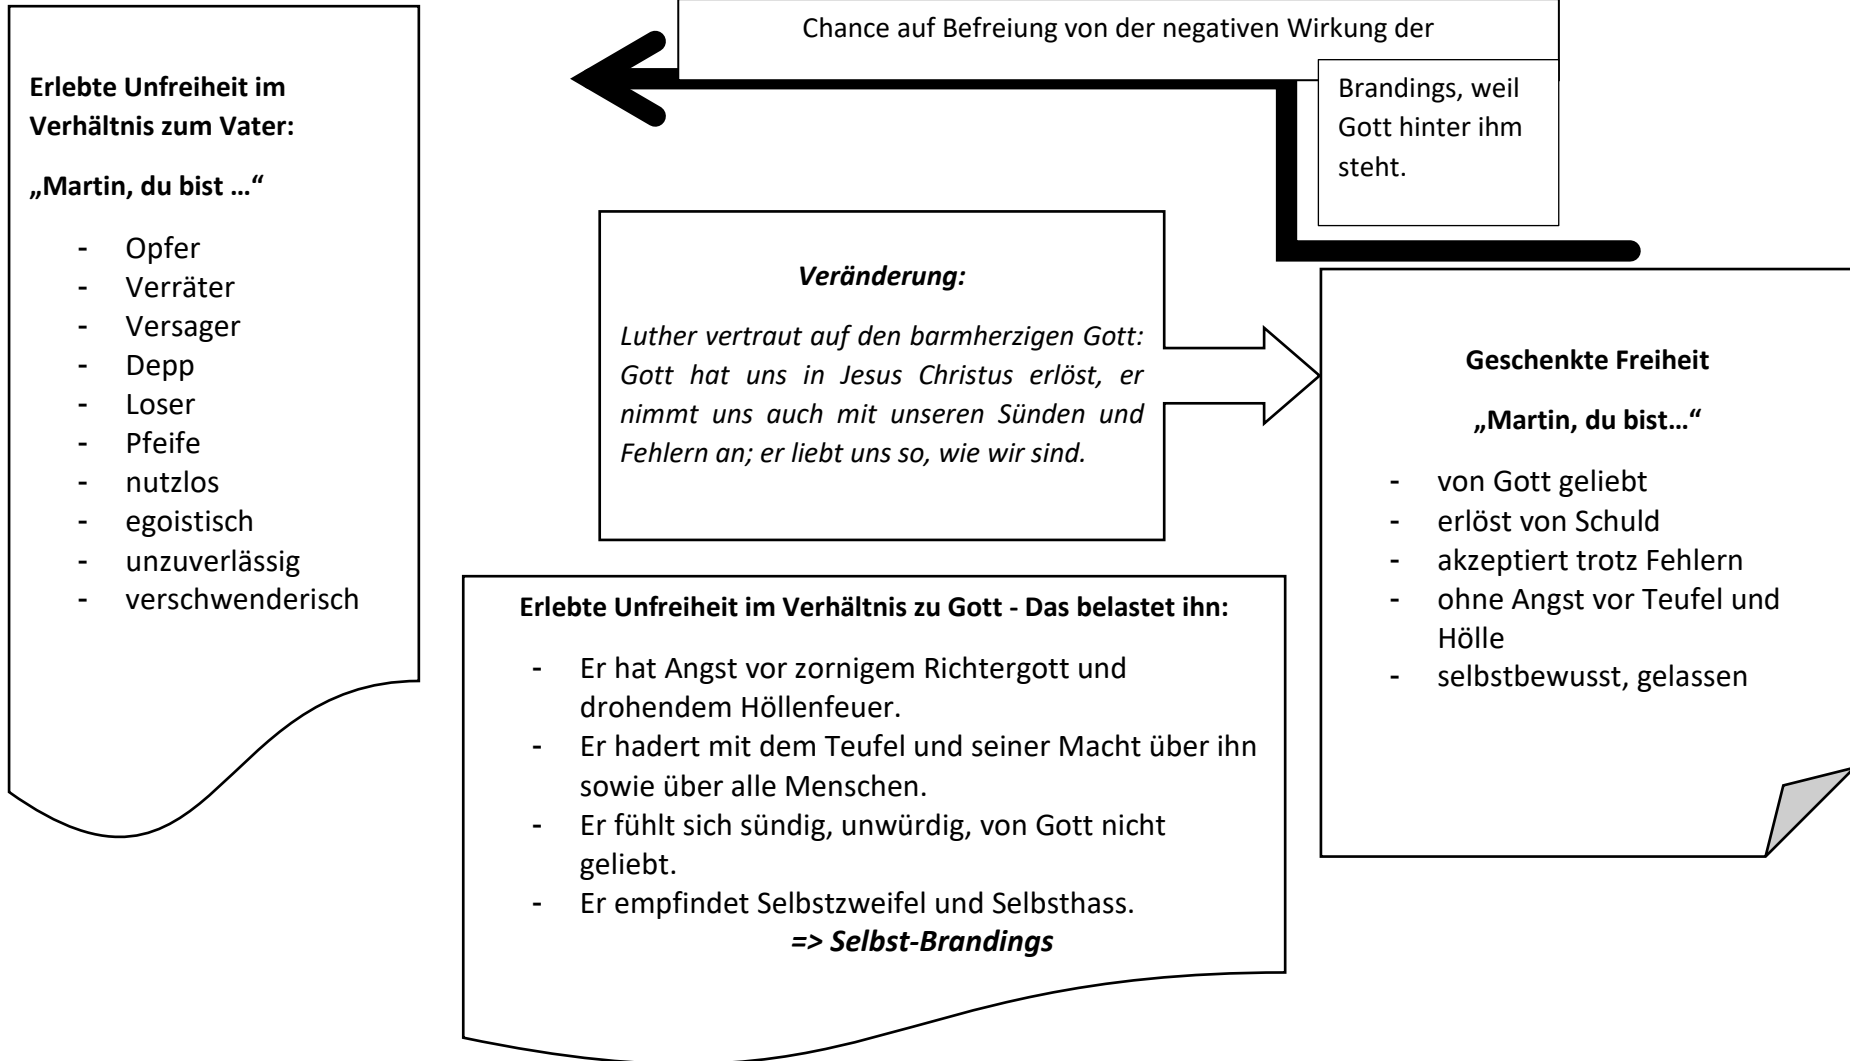 Erlebte Unfreiheit im
Verhältnis zum Vater:
„Martin, du bist …“
- Opfer
- Verräter
- Versager
- Depp
- Loser
- Pfeife
- nutzlos
- egoistisch
- unzuverlässig
- verschwenderisch
Chance auf Befreiung von der negativen Wirkung der
Brandings, weil
Gott hinter ihm
steht.
Veränderung:
Luther vertraut auf den barmherzigen Gott:
Gott hat uns in Jesus Christus erlöst, er
nimmt uns auch mit unseren Sünden und
Fehlern an; er liebt uns so, wie wir sind.
Erlebte Unfreiheit im Verhältnis zu Gott - Das belastet ihn:
- Er hat Angst vor zornigem Richtergott und
drohendem Höllenfeuer.
- Er hadert mit dem Teufel und seiner Macht über ihn
sowie über alle Menschen.
- Er fühlt sich sündig, unwürdig, von Gott nicht
geliebt.
- Er empfindet Selbstzweifel und Selbsthass.
=> Selbst-Brandings
Geschenkte Freiheit
„Martin, du bist…“
- von Gott geliebt
- erlöst von Schuld
- akzeptiert trotz Fehlern
- ohne Angst vor Teufel und
Hölle
- selbstbewusst, gelassen